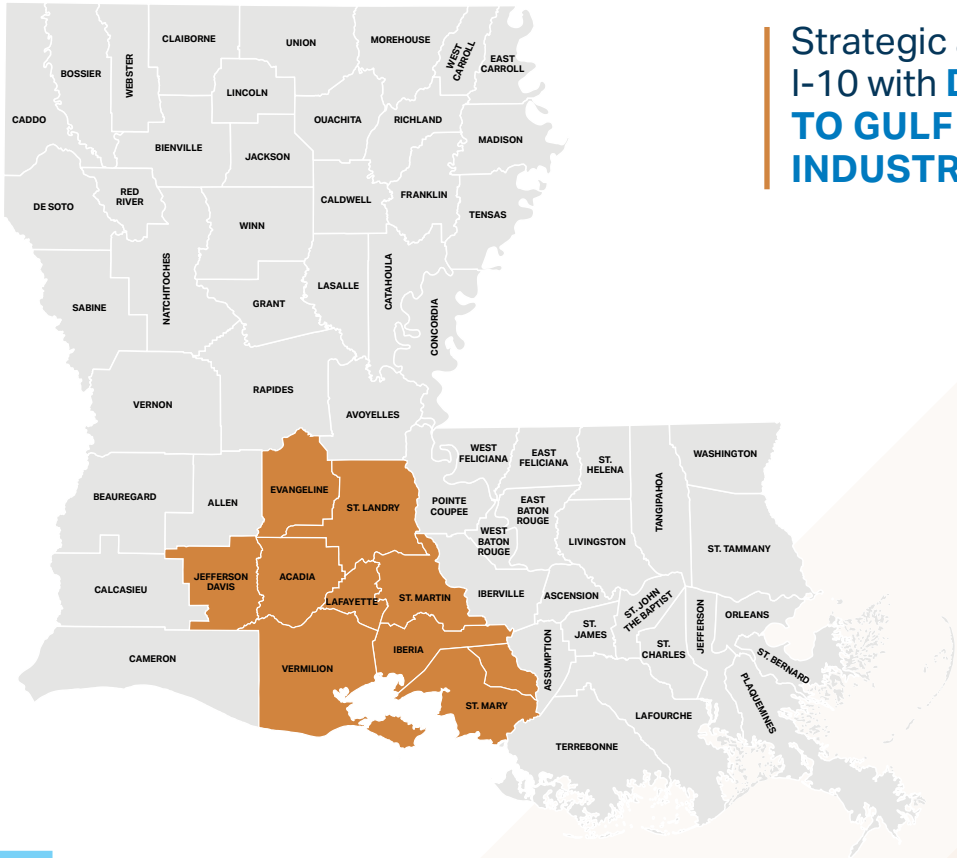 Strategic
I-10 with
TO GULF
CLAIBORNE
UNION
MOREHOUSE
WEST
CARROLL
EAST
CARROLL
BOSSIER
WEBSTER
LINCOLN
CADDO
OUACHITA
RICHLAND
MADISON
BIENVILLE
JACKSON
DE SOTO
RED
RIVER
CALDWELL
FRANKLIN
TENSAS
WINN
NATCHITOCHES
LASALLE
CATAHOULA
SABINE
GRANT
CONCORDIA
VERNON
RAPIDES
AVOYELLES
WEST
FELICIANA
EAST
FELICIANA
ST.
HELENA
TANGIPAHOA
WASHINGTON
BEAUREGARD
ALLEN
EVANGELINE
ST. LANDRY
POINTE
COUPEE
EAST
BATON
ROUGE
WEST
BATON
ROUGE
LIVINGSTON
ST. TAMMANY
CALCASIEU
JEFFERSON
DAVIS
ACADIA
LAFAYETTE
ST. MARTIN
IBERVILLE
ASCENSION
ST. JOHN
THE BAPTIST
JEFFERSON
ORLEANS
ST.
JAMES
ST.
CHARLES
ST. BERNARD
CAMERON
VERMILION
IBERIA
ASSUMPTION
PLAQUEMINES
ST. MARY
LAFOURCHE
TERREBONNE